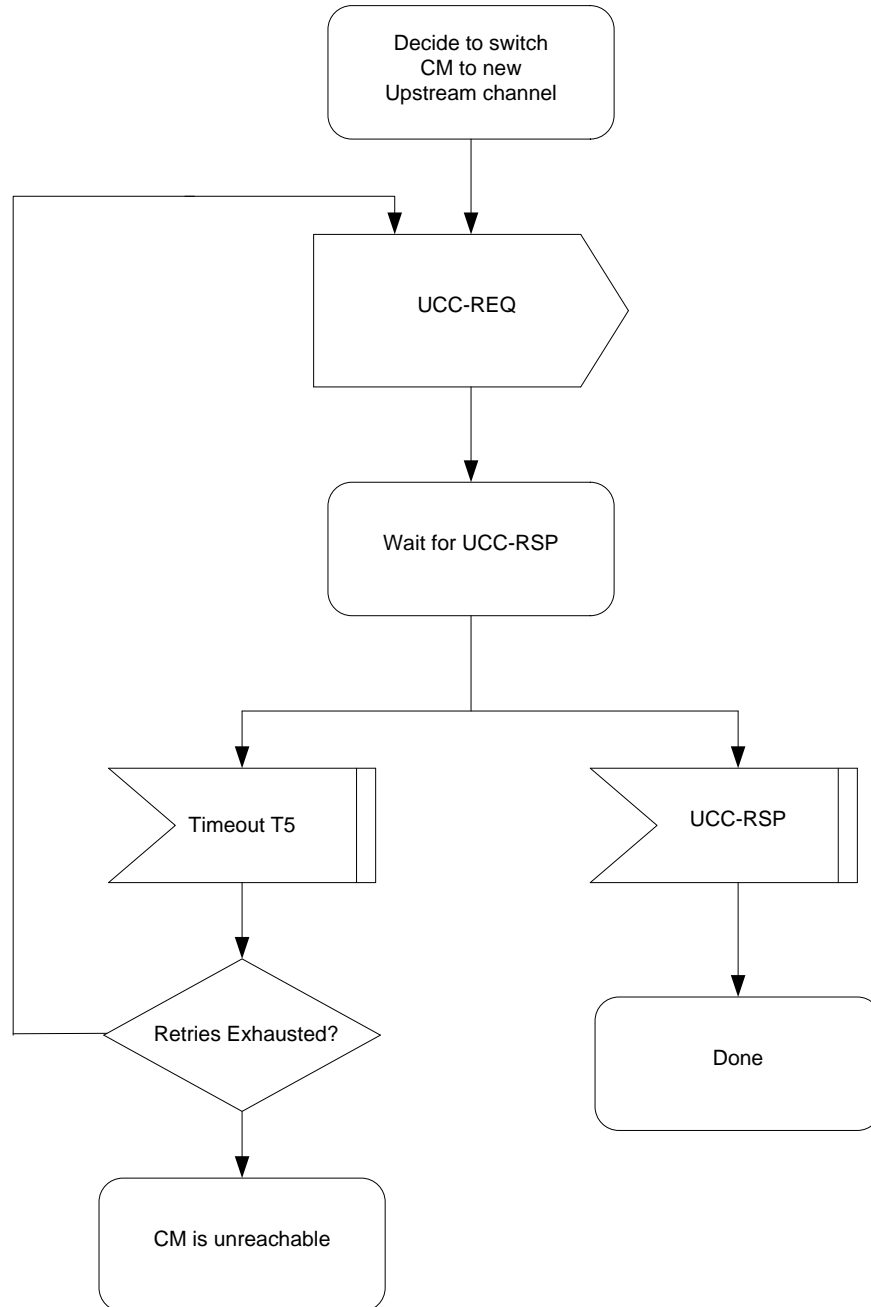 Decide to switch
CM to new
Upstream channel
UCC-REQ
Wait for UCC-RSP
Timeout T5
UCC-RSP
Retries Exhausted?
Done
CM is unreachable